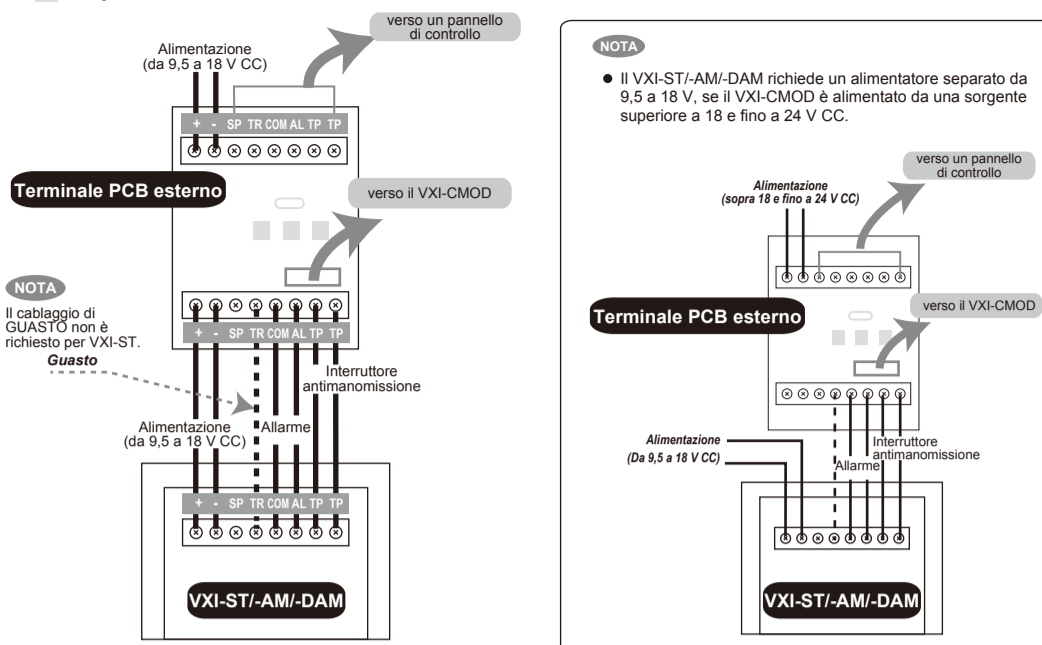 verso un pannello
di controllo
Alimentazione
(da 9,5 a 18 V CC)
+ - SP TR COM AL TP TP
Terminale PCB esterno
verso il VXI-CMOD
NOTA
Il cablaggio di
GUASTO non è
richiesto per VXI-ST.
Guasto
+ - SP TR COM AL TP TP
Interruttore
antimanomissione
Alimentazione
(da 9,5 a 18 V CC)
Allarme
+ - SP TR COM AL TP TP
VXI-ST/-AM/-DAM
NOTA
● Il VXI-ST/-AM/-DAM richiede un alimentatore separato da
9,5 a 18 V, se il VXI-CMOD è alimentato da una sorgente
superiore a 18 e fino a 24 V CC.
verso un pannello
di controllo
Alimentazione
(sopra 18 e fino a 24 V CC)
Terminale PCB esterno
verso il VXI-CMOD
Alimentazione
(Da 9,5 a 18 V CC)
Interruttore
antimanomissione
Allarme
VXI-ST/-AM/-DAM